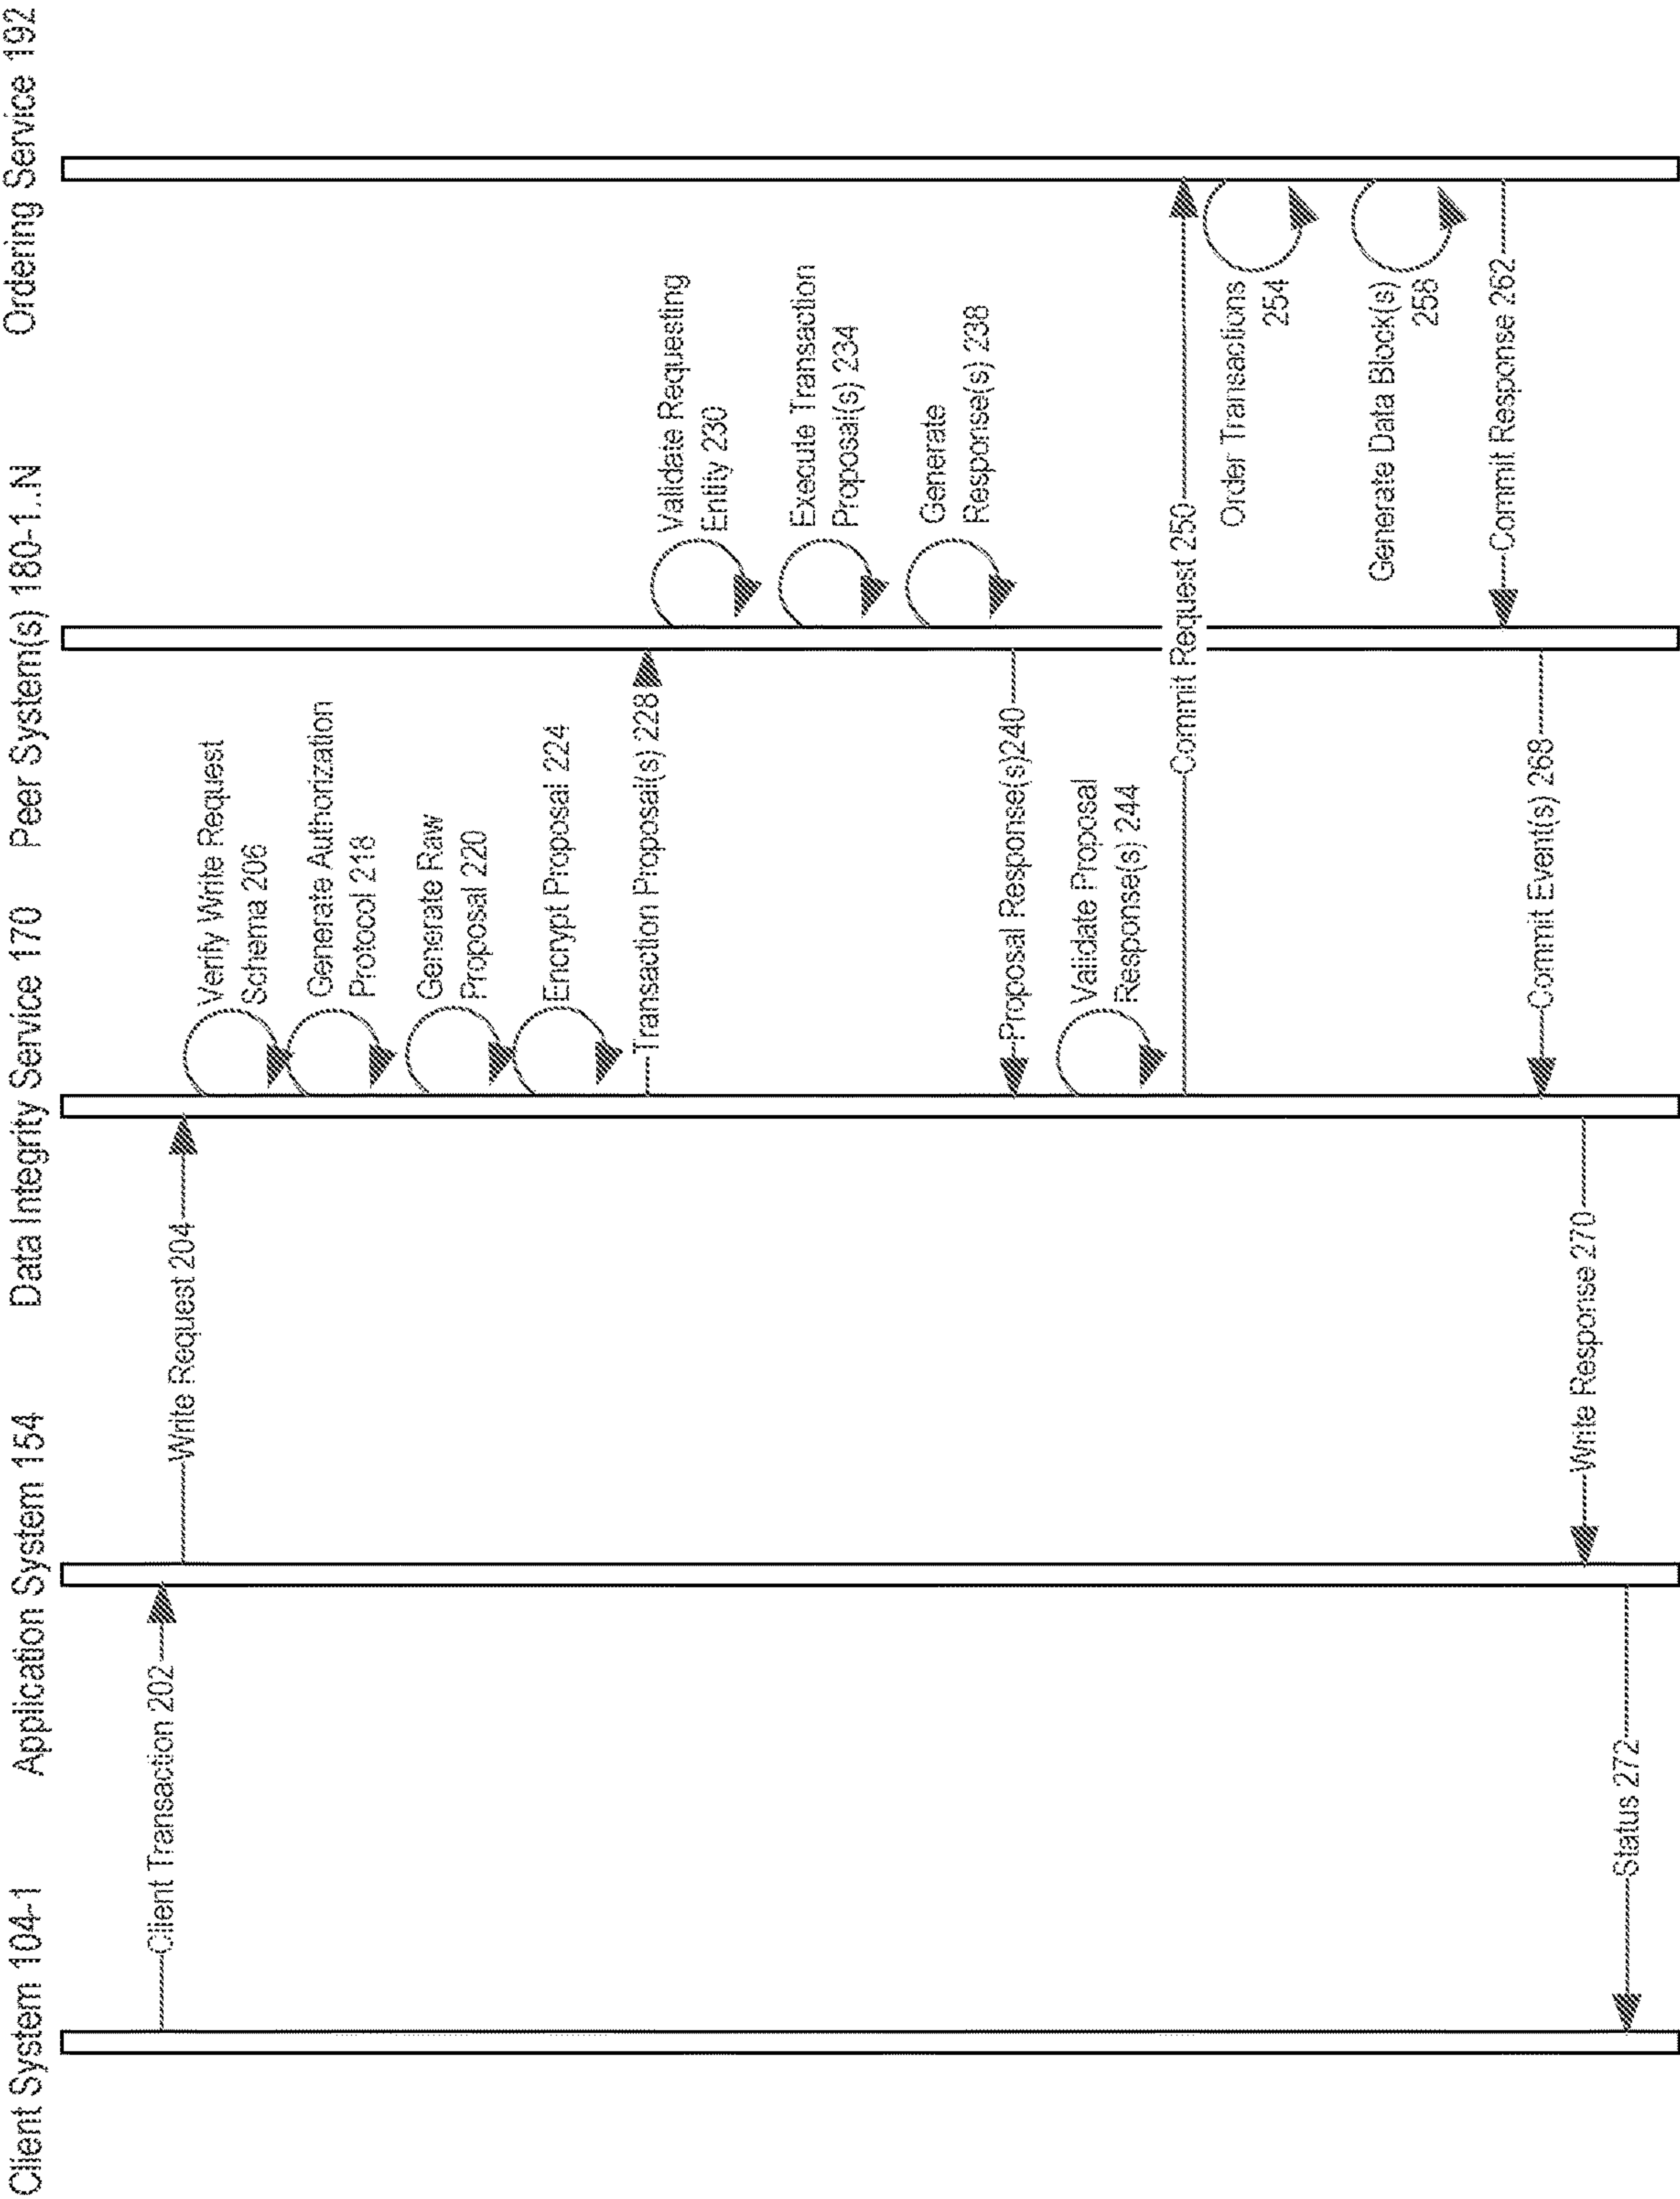 Client System 104-1
Application System 154
Data Integrity Service 170
Peer System(s) 180-1..N
Ordering Service 192
Client Transaction 202
Write Request 204
Verify Write Request
Schema 206
Generate Authorization
Protocol 218
Generate Raw
Proposal 220
Encrypt Proposal 224
Transaction Proposal(s) 228
Validate Requesting
Entity 230
Execute Transaction
Proposal(s) 234
Generate
Response(s) 238
Proposal Response(s)240
Validate Proposal
Response(s) 244
Commit Request 250
Order Transactions
254
Generate Data Block(s)
258
Commit Response 262
Commit Event(s) 268
Write Response 270
Status 272